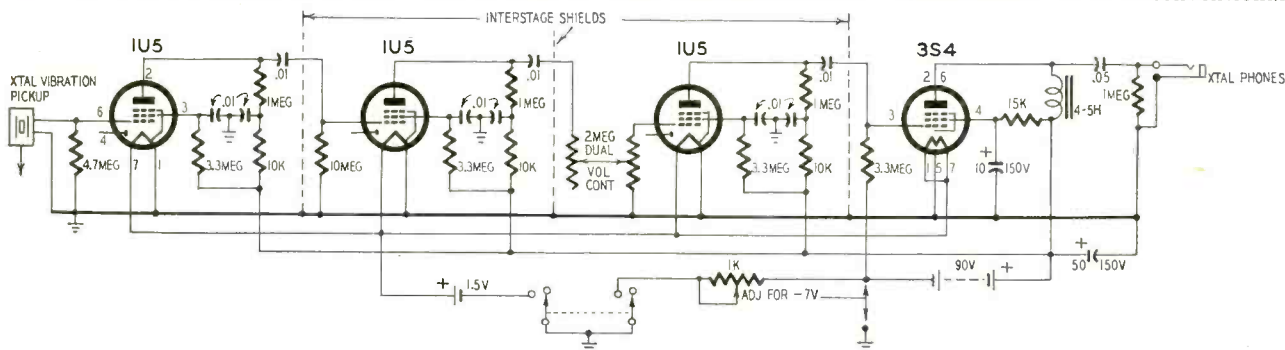 INTERSTAGE SHIELDS
1U5
1U5
1U5
3S4
XTAL VIBRATION
PICKUP
2
.01
1MEG
6
3
.01
4
4.7MEG
7
1
3.3MEG
10K
10MEG
.01
1MEG
.01
3.3MEG
10K
2MEG
DUAL
VOL
CONT
.01
1MEG
.01
3.3MEG
10K
2 6
3
4
3.3MEG
1 5 7
15K
4-5H
.05
1MEG
XTAL PHONES
+
10
150V
+
1.5V
1K
ADJ FOR -7V
90V
+
+
50
150V